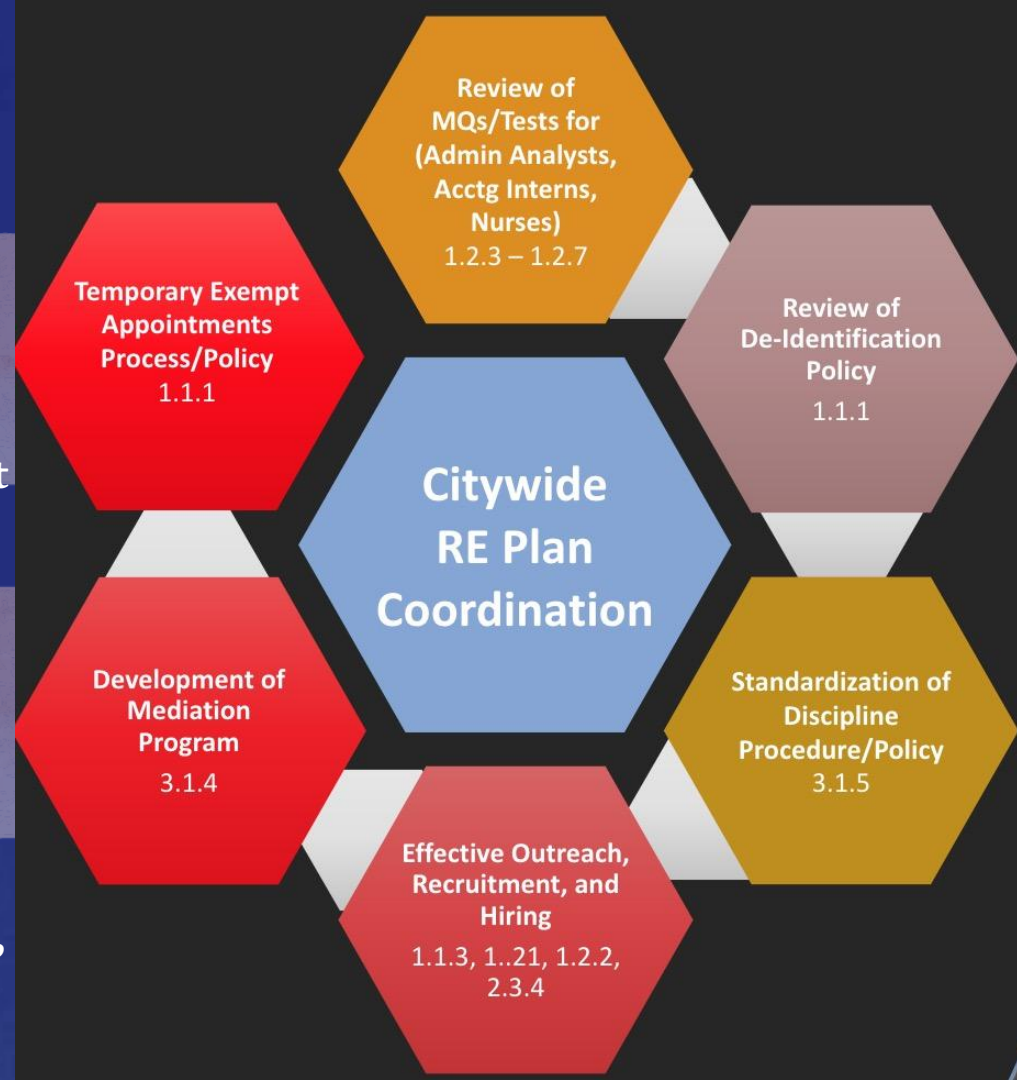 Review of
MQs/Tests for
(Admin Analysts,
Acctg Interns,
Nurses)
1.2.3 – 1.2.7
Review of
De-Identification
Policy
1.1.1
Standardization of
Discipline
Procedure/Policy
3.1.5
Effective Outreach,
Recruitment, and
Hiring
1.1.3, 1..21, 1.2.2,
2.3.4
Development of
Mediation
Program
3.1.4
Temporary Exempt
Appointments
Process/Policy
1.1.1
Citywide
RE Plan
Coordination
t
,